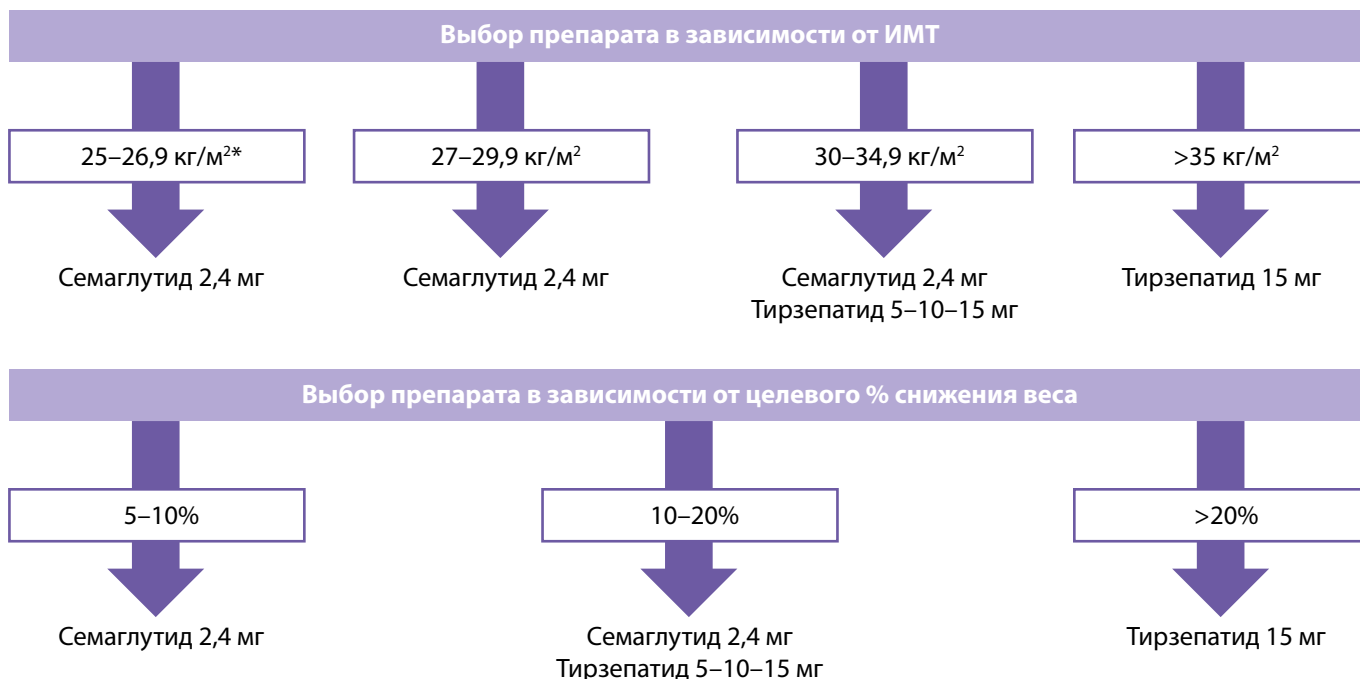 Выбор препарата в зависимости от ИМТ
25–26,9 кг/м²*
27–29,9 кг/м²
30–34,9 кг/м²
>35 кг/м²
Семаглутид 2,4 мг
Семаглутид 2,4 мг
Семаглутид 2,4 мг
Тирзепатид 5–10–15 мг
Тирзепатид 15 мг
Выбор препарата в зависимости от целевого % снижения веса
5–10%
10–20%
>20%
Семаглутид 2,4 мг
Семаглутид 2,4 мг
Тирзепатид 5–10–15 мг
Тирзепатид 15 мг